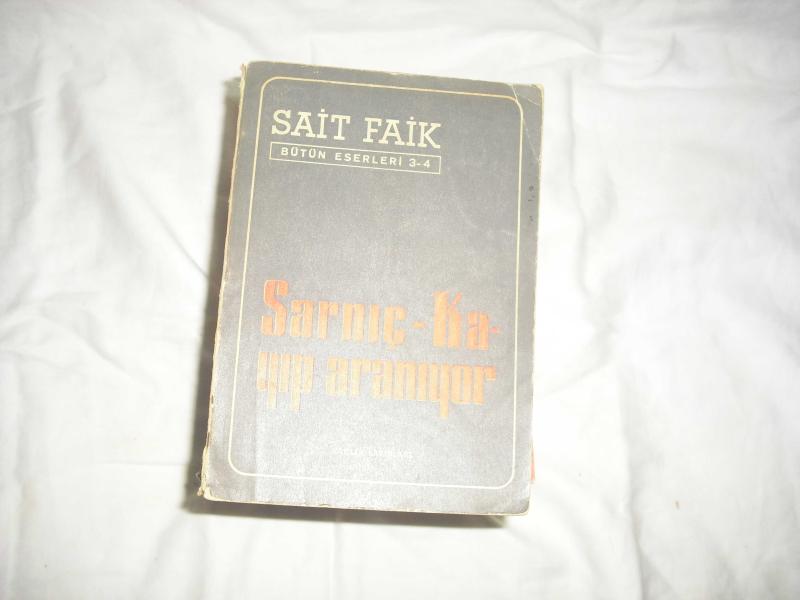 SAİT FAİK
BÜTÜN ESERLERİ 3-4
Sarnıç-Ka-
yıp aranıyor